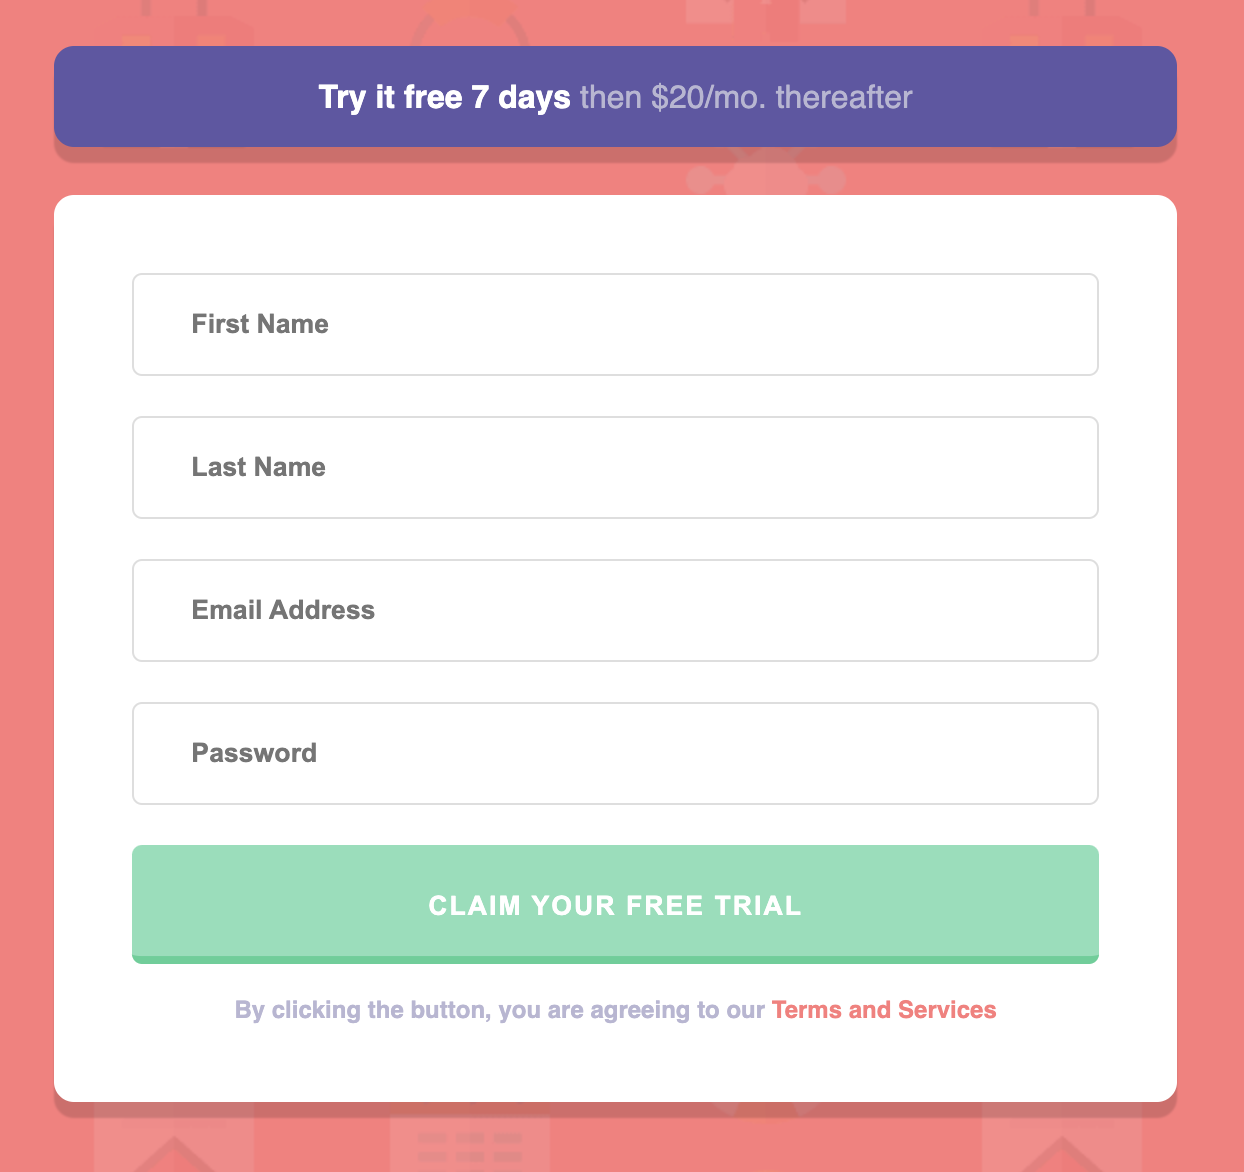 Try it free 7 days then $20/mo. thereafter
First Name
Last Name
Email Address
Password
CLAIM YOUR FREE TRIAL
By clicking the button, you are agreeing to our Terms and Services